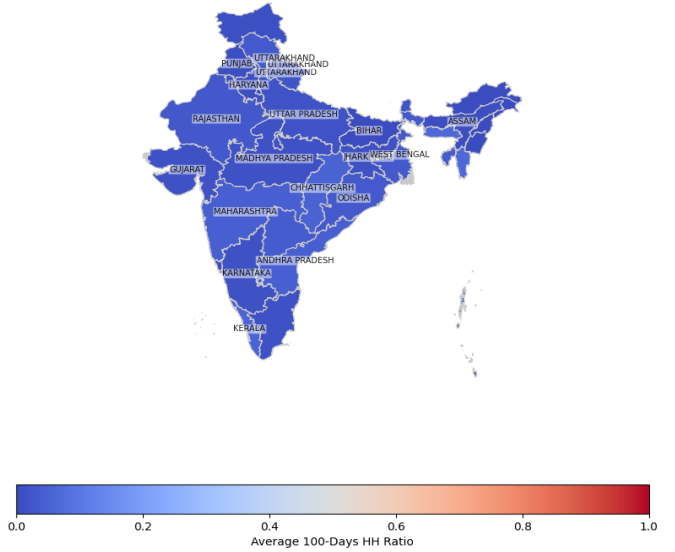 UTTARAKHAND
PUNJAB
UTTARAKHAND
UTTARAKHAND
HARYANA
RAJASTHAN
UTTAR PRADESH
ASSAM
BIHAR
JHARK
WEST BENGAL
MADHYA PRADESH
GUJARAT
CHHATTISGARH
ODISHA
MAHARASHTRA
ANDHRA PRADESH
KARNATAKA
KERALA
0.0 0.2 0.4 0.6 0.8 1.0
Average 100-Days HH Ratio